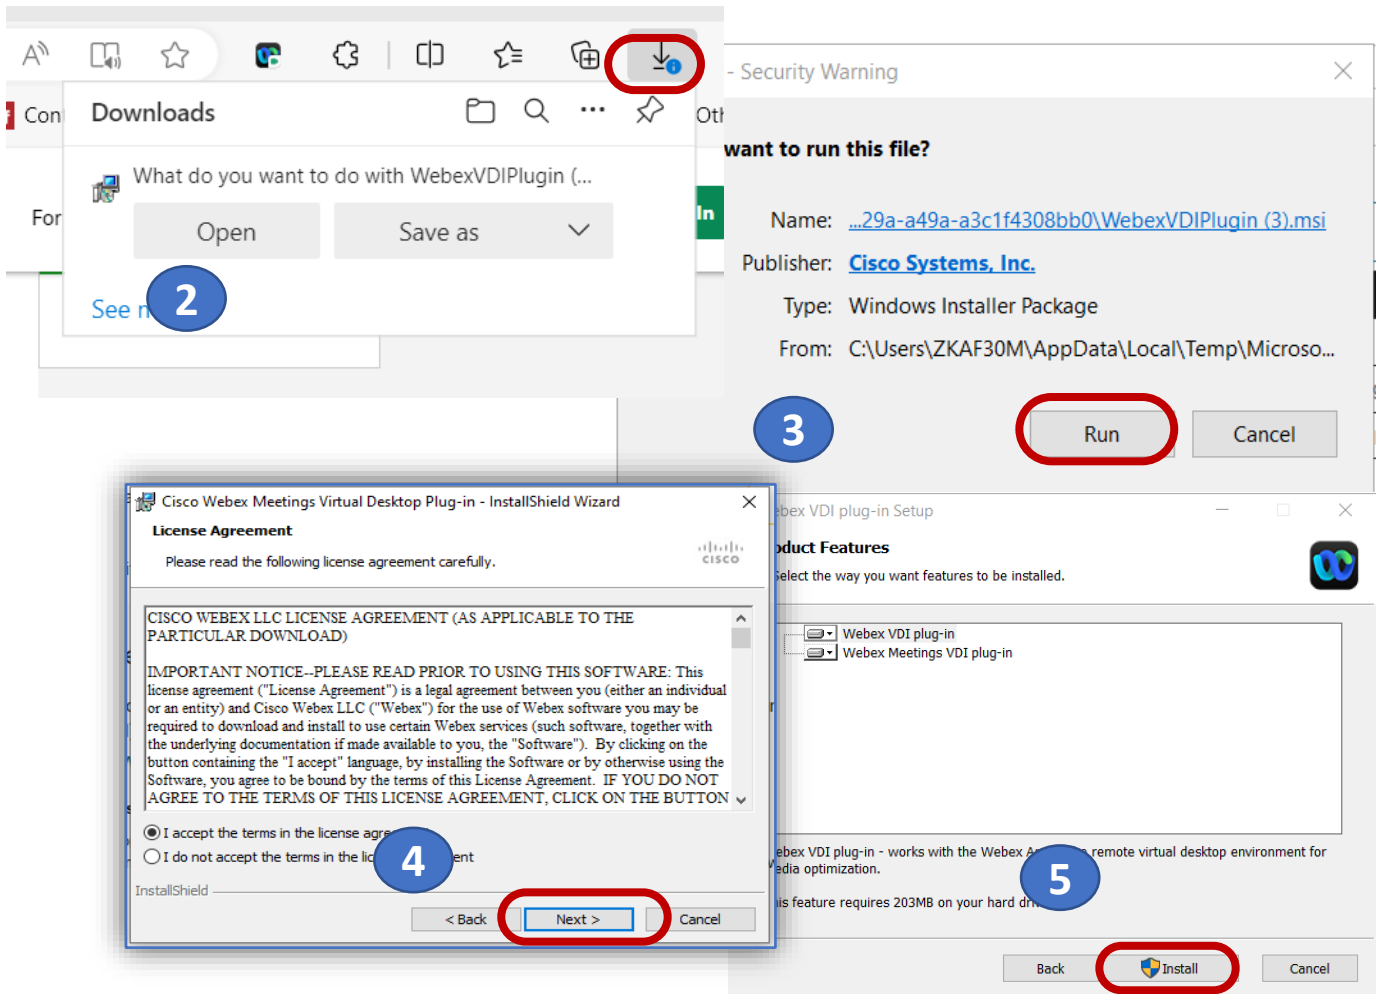 A
Con
Downloads
Oth
What do you want to do with WebexVDIPlugin (...
For
Open
Save as
In
See m
2
- Security Warning
want to run this file?
Name: ...29a-a49a-a3c1f4308bb0\WebexVDIPlugin (3).msi
Publisher: Cisco Systems, Inc.
Type: Windows Installer Package
From: C:\Users\ZKAF30M\AppData\Local\Temp\Microso...
3
Run
Cancel
Cisco Webex Meetings Virtual Desktop Plug-in - InstallShield Wizard
License Agreement
Please read the following license agreement carefully.
CISCO
CISCO WEBEX LLC LICENSE AGREEMENT (AS APPLICABLE TO THE
PARTICULAR DOWNLOAD)
IMPORTANT NOTICE--PLEASE READ PRIOR TO USING THIS SOFTWARE: This
license agreement ("License Agreement") is a legal agreement between you (either an individual
or an entity) and Cisco Webex LLC ("Webex") for the use of Webex software you may be
required to download and install to use certain Webex services (such software, together with
the underlying documentation if made available to you, the "Software"). By clicking on the
button containing the "I accept" language, by installing the Software or by otherwise using the
Software, you agree to be bound by the terms of this License Agreement. IF YOU DO NOT
AGREE TO THE TERMS OF THIS LICENSE AGREEMENT, CLICK ON THE BUTTON
I accept the terms in the license agre
I do not accept the terms in the lic ent
4
InstallShield
< Back
Next >
Cancel
ebex VDI plug-in Setup
oduct Features
Select the way you want features to be installed.
Webex VDI plug-in
Webex Meetings VDI plug-in
ebex VDI plug-in - works with the Webex A remote virtual desktop environment for
edia optimization.
is feature requires 203MB on your hard dri
5
Back
Install
Cancel